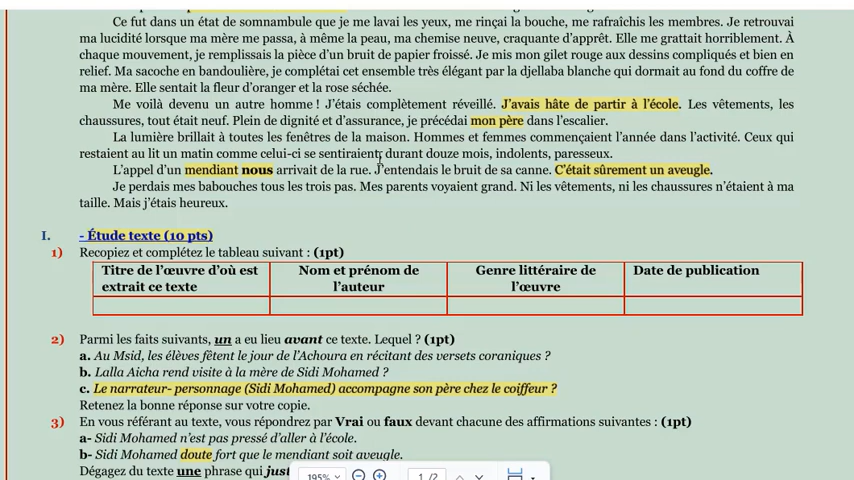 Ce fut dans un état de somnambule que je me lavai les yeux, me rinçai la bouche, me rafraîchis les membres. Je retrouvai
ma lucidité lorsque ma mère me passa, à même la peau, ma chemise neuve, craquante d'apprêt. Elle me grattait horriblement. À
chaque mouvement, je remplissais la pièce d'un bruit de papier froissé. Je mis mon gilet rouge aux dessins compliqués et bien en
relief. Ma sacoche en bandoulière, je complétai cet ensemble très élégant par la djellaba blanche qui dormait au fond du coffre de
ma mère. Elle sentait la fleur d'oranger et la rose séchée.
Me voilà devenu un autre homme ! J'étais complètement réveillé. J'avais hâte de partir à l'école. Les vêtements, les
chaussures, tout était neuf. Plein de dignité et d'assurance, je précédai mon père dans l'escalier.
La lumière brillait à toutes les fenêtres de la maison. Hommes et femmes commençaient l'année dans l'activité. Ceux qui
restaient au lit un matin comme celui-ci se sentiraient, durant douze mois, indolents, paresseux.
L'appel d'un mendiant nous arrivait de la rue. J'entendais le bruit de sa canne. C'était sûrement un aveugle.
Je perdais mes babouches tous les trois pas. Mes parents voyaient grand. Ni les vêtements, ni les chaussures n'étaient à ma
taille. Mais j'étais heureux.
I. - Étude texte (10 pts)
1) Recopiez et complétez le tableau suivant : (1pt)
Titre de l'œuvre d'où est extrait ce texte
Nom et prénom de l'auteur
Genre littéraire de l'œuvre
Date de publication
2) Parmi les faits suivants, un a eu lieu avant ce texte. Lequel ? (1pt)
a. Au Msid, les élèves fêtent le jour de l'Achoura en récitant des versets coraniques ?
b. Lalla Aicha rend visite à la mère de Sidi Mohamed ?
c. Le narrateur- personnage (Sidi Mohamed) accompagne son père chez le coiffeur ?
Retenez la bonne réponse sur votre copie.
3) En vous référant au texte, vous répondrez par Vrai ou faux devant chacune des affirmations suivantes : (1pt)
a- Sidi Mohamed n'est pas pressé d'aller à l'école.
b- Sidi Mohamed doute fort que le mendiant soit aveugle.
Dégagez du texte une phrase qui just
195%
1 /2